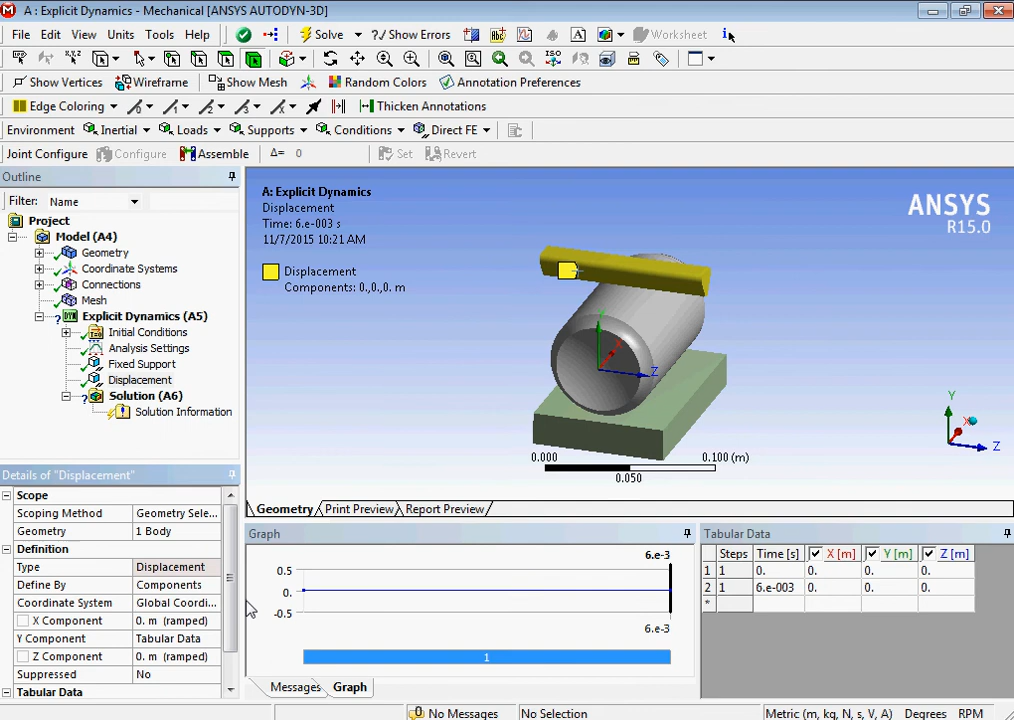 A : Explicit Dynamics - Mechanical [ANSYS AUTODYN-3D]
File Edit View Units Tools Help Solve ?/ Show Errors Worksheet
Show Vertices Wireframe Show Mesh Random Colors Annotation Preferences
Edge Coloring Thicken Annotations
Environment Inertial Loads Supports Conditions Direct FE
Joint Configure Configure Assemble Δ= 0 Set Revert
Outline
Filter: Name
Project
Model (A4)
Geometry
Coordinate Systems
Connections
Mesh
Explicit Dynamics (A5)
Initial Conditions
Analysis Settings
Fixed Support
Displacement
Solution (A6)
Solution Information
Details of "Displacement"
Scope
Scoping Method Geometry Sele...
Geometry 1 Body
Definition
Type Displacement
Define By Components
Coordinate System Global Coordi...
X Component 0. m (ramped)
Y Component Tabular Data
Z Component 0. m (ramped)
Suppressed No
Tabular Data
A: Explicit Dynamics
Displacement
Time: 6.e-003 s
11/7/2015 10:21 AM
Displacement
Components: 0.,0.,0. m
ANSYS
R15.0
Y
Z
X
Z
0.000 0.100 (m)
0.050
Geometry Print Preview Report Preview
Graph
6.e-3
0.5
0.
-0.5
6.e-3
1
Messages Graph
Tabular Data
Steps Time [s] X [m] Y [m] Z [m]
1 1 0. 0. 0. 0.
2 1 6.e-003 0. 0. 0.
*
No Messages No Selection Metric (m, kg, N, s, V, A) Degrees RPM